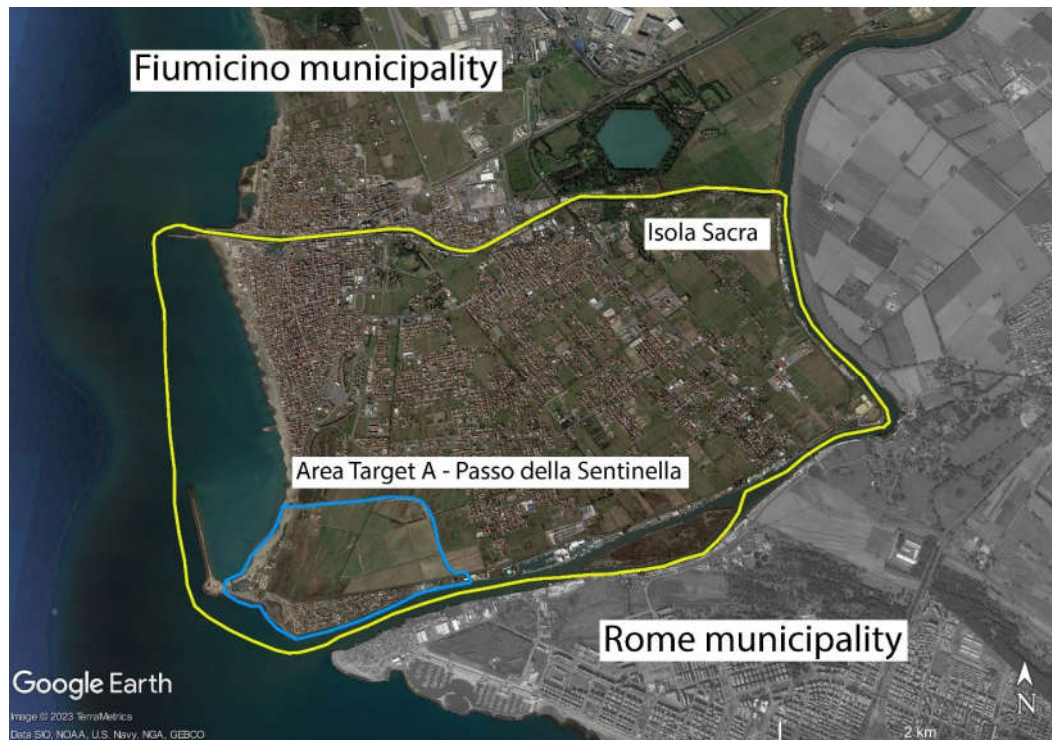 Fiumicino municipality
Isola Sacra
Area Target A - Passo della Sentinella
Rome municipality
Google Earth
N
Image © 2023 TerraMetrics
Data SIO, NOAA, U.S. Navy, NGA, GEBCO
2 km